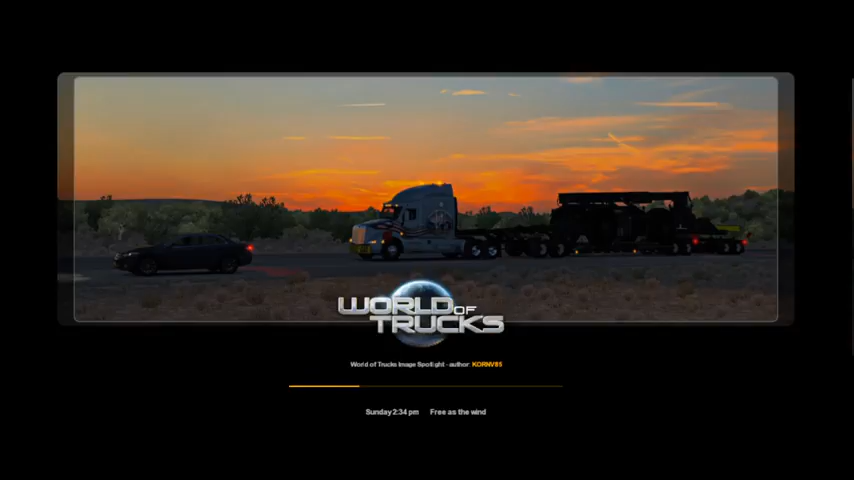 WORLD OF
TRUCKS
World of Trucks Image Spotlight - author: KORNV85
Sunday 2:34 pm Free as the wind